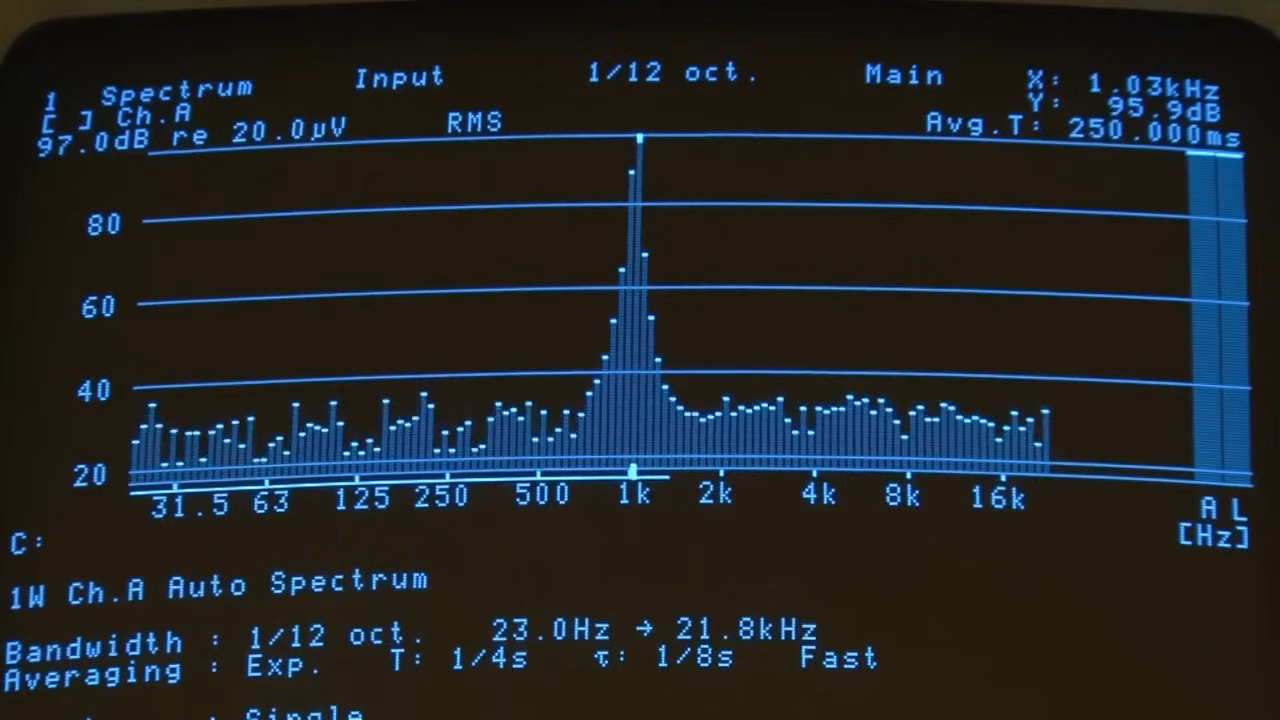 1 Spectrum Input 1/12 oct. Main X: 1.03kHz
[ ] Ch.A Y: 95.9dB
97.0dB re 20.0µV RMS Avg.T: 250.000ms
80
60
40
20
31.5 63 125 250 500 1k 2k 4k 8k 16k A L
[Hz]
C:
1W Ch.A Auto Spectrum
Bandwidth : 1/12 oct. 23.0Hz → 21.8kHz
Averaging : Exp. T: 1/4s τ: 1/8s Fast
: Single